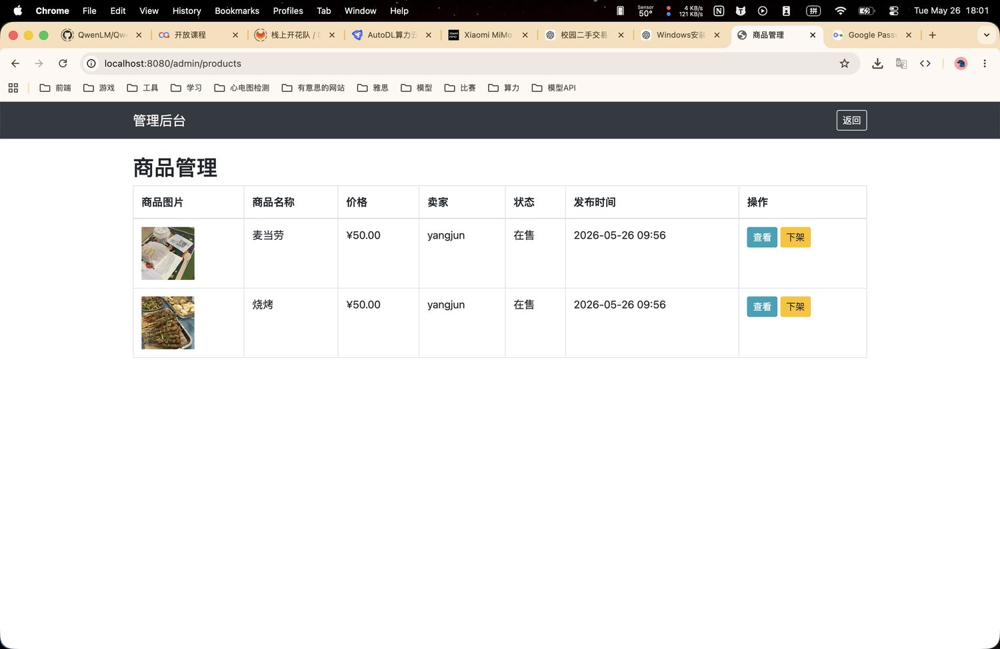 Chrome File Edit View History Bookmarks Profiles Tab Window Help Sensor 50° 4 KB/s 121 KB/s 拼 Tue May 26 18:01
QwenLM/Qw 开放课程 栈上开花队 / AutoDL算力云 Xiaomi MiMo 校园二手交易 Windows安装 商品管理 Google Passw
localhost:8080/admin/products
前端 游戏 工具 学习 心电图检测 有意思的网站 雅思 模型 比赛 算力 模型API
管理后台 返回
商品管理
商品图片 商品名称 价格 卖家 状态 发布时间 操作
麦当劳 ¥50.00 yangjun 在售 2026-05-26 09:56 查看 下架
烧烤 ¥50.00 yangjun 在售 2026-05-26 09:56 查看 下架